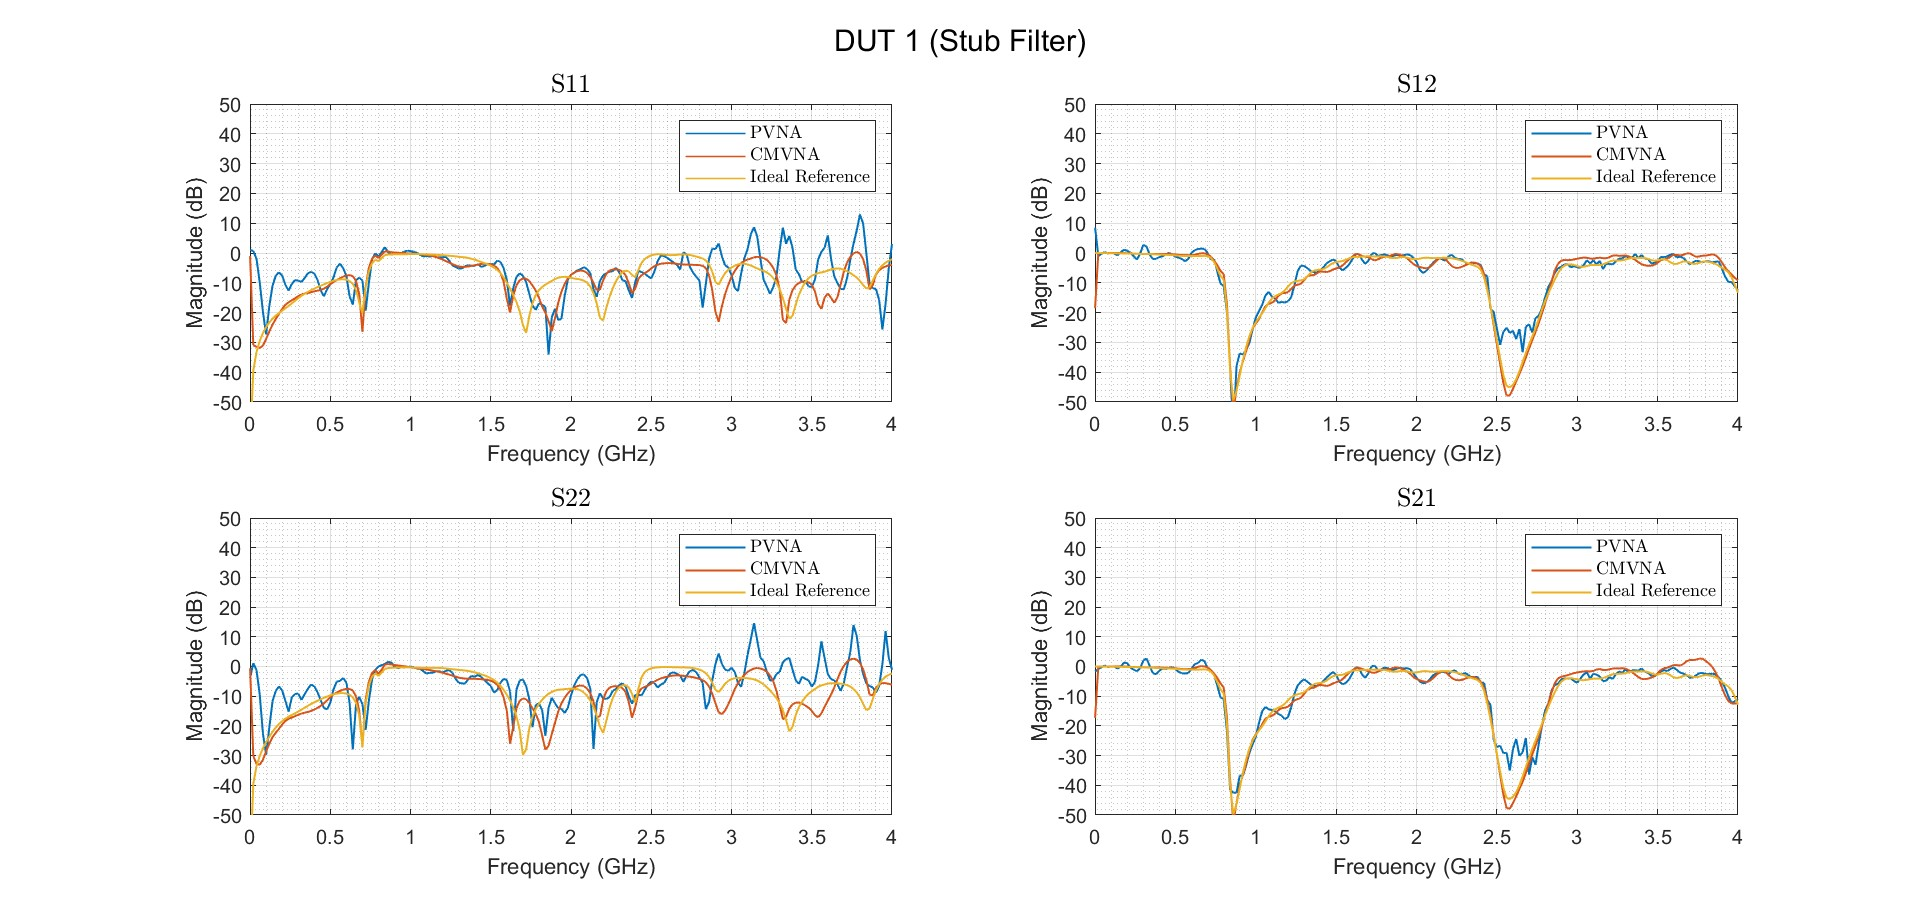 DUT 1 (Stub Filter)
S11
50
40
30
20
10
0
-10
-20
-30
-40
-50
Magnitude (dB)
PVNA
CMVNA
Ideal Reference
0 0.5 1 1.5 2 2.5 3 3.5 4
Frequency (GHz)
S12
50
40
30
20
10
0
-10
-20
-30
-40
-50
Magnitude (dB)
PVNA
CMVNA
Ideal Reference
0 0.5 1 1.5 2 2.5 3 3.5 4
Frequency (GHz)
S22
50
40
30
20
10
0
-10
-20
-30
-40
-50
Magnitude (dB)
PVNA
CMVNA
Ideal Reference
0 0.5 1 1.5 2 2.5 3 3.5 4
Frequency (GHz)
S21
50
40
30
20
10
0
-10
-20
-30
-40
-50
Magnitude (dB)
PVNA
CMVNA
Ideal Reference
0 0.5 1 1.5 2 2.5 3 3.5 4
Frequency (GHz)